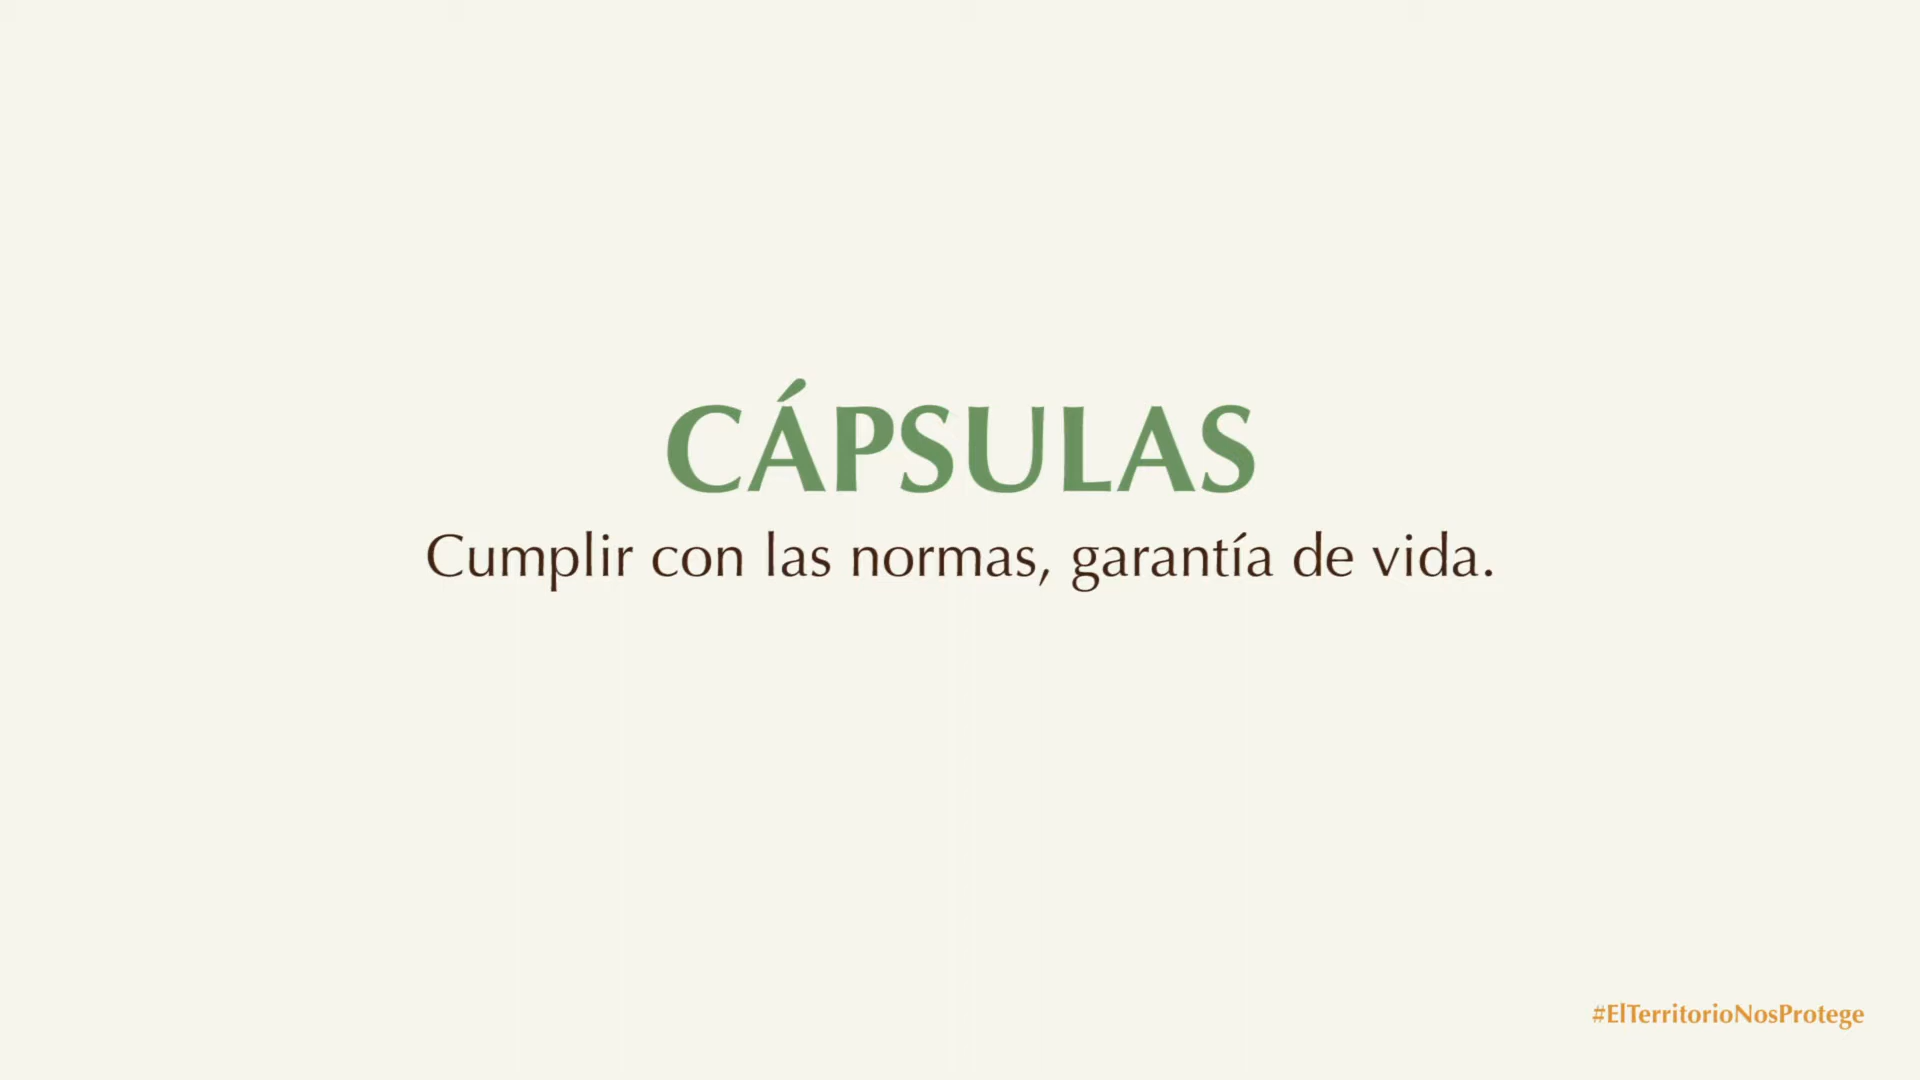 CÁPSULAS
Cumplir con las normas, garantía de vida.
#ElTerritorioNosProtege